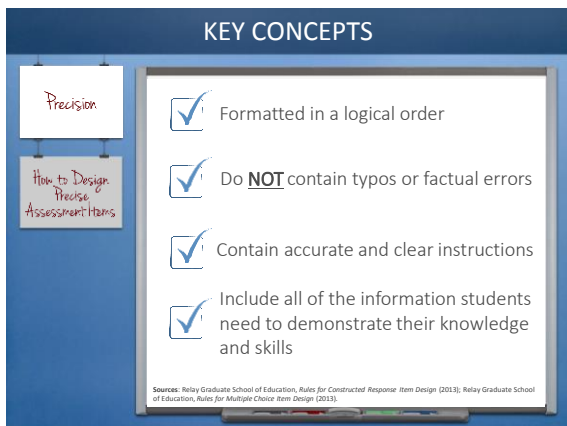 KEY CONCEPTS
Precision
How to Design
Precise
Assessment Items
Formatted in a logical order
Do NOT contain typos or factual errors
Contain accurate and clear instructions
Include all of the information students
need to demonstrate their knowledge
and skills
Sources: Relay Graduate School of Education, Rules for Constructed Response Item Design (2013); Relay Graduate School
of Education, Rules for Multiple Choice Item Design (2013).